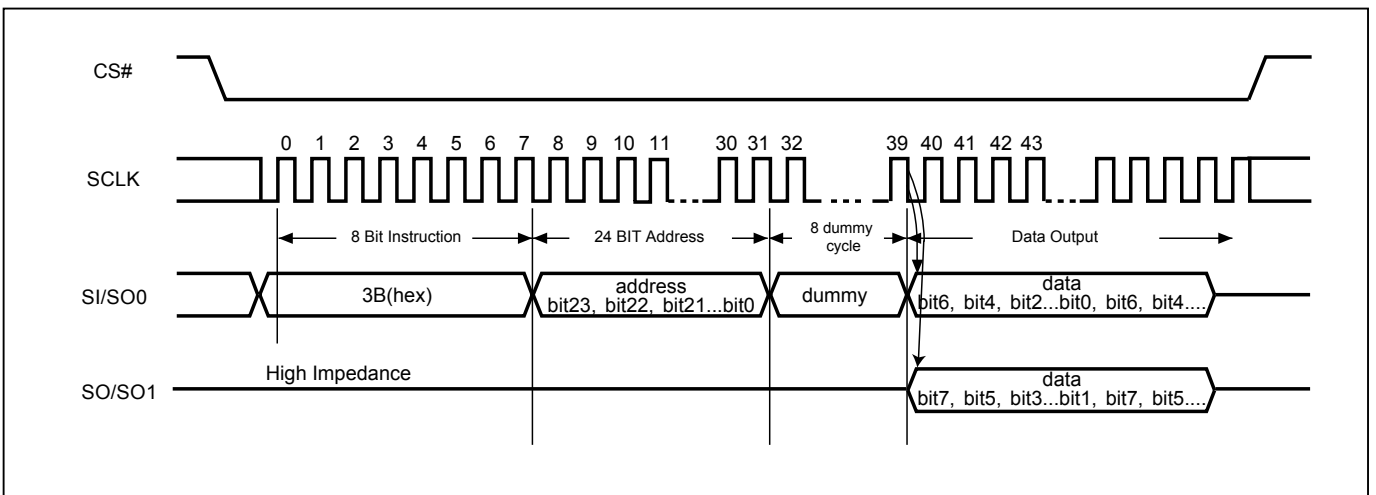 CS#
0 1 2 3 4 5 6 7 8 9 10 11 30 31 32 39 40 41 42 43
SCLK
8 Bit Instruction
24 BIT Address
8 dummy
cycle
Data Output
SI/SO0
3B(hex)
address
bit23, bit22, bit21...bit0
dummy
data
bit6, bit4, bit2...bit0, bit6, bit4....
High Impedance
SO/SO1
data
bit7, bit5, bit3...bit1, bit7, bit5....